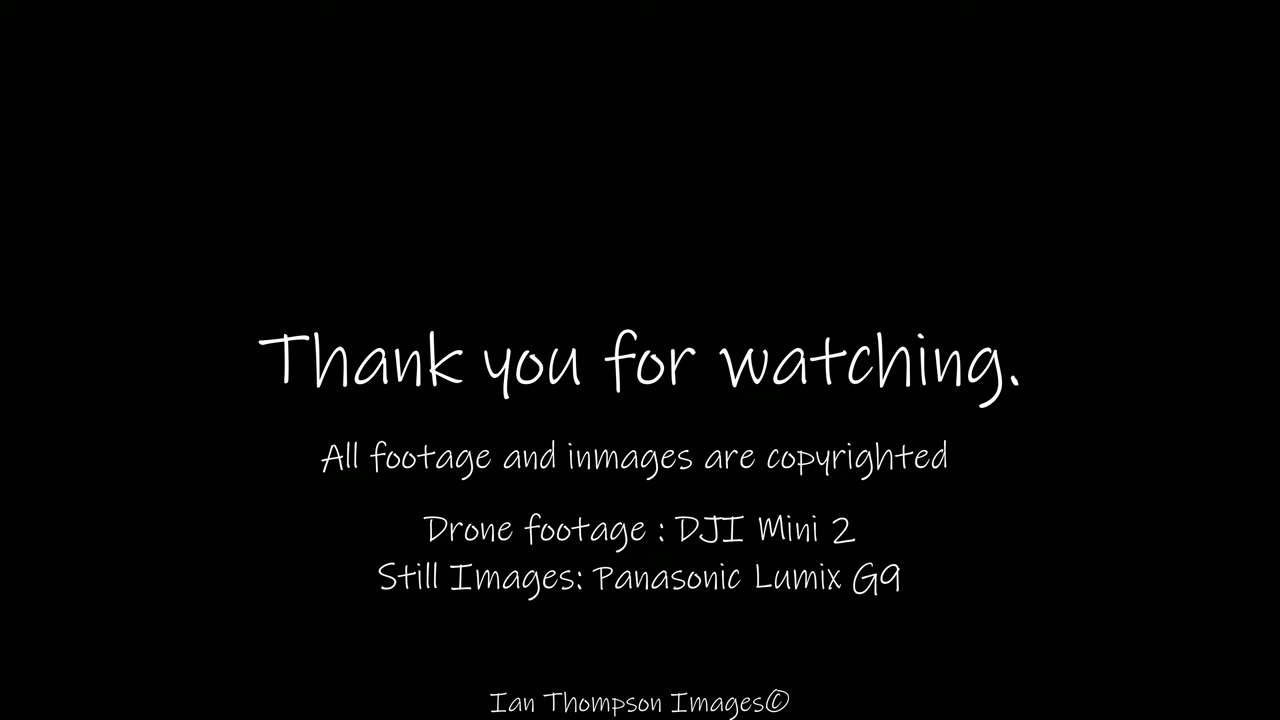 Thank you for watching.
All footage and inmages are copyrighted
Drone footage : DJI Mini 2
Still Images: Panasonic Lumix G9
Ian Thompson Images©